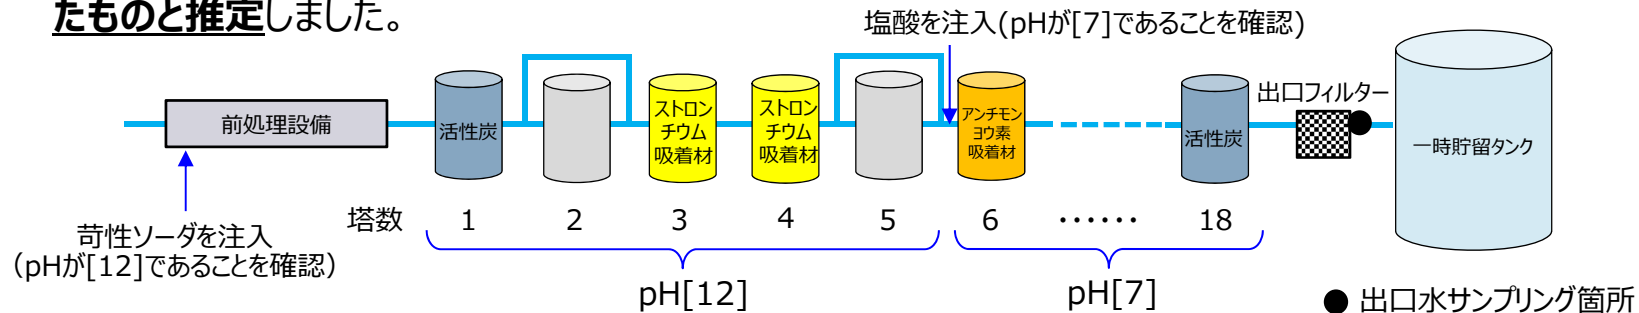 たものと推定しました。
塩酸を注入(pHが[7]であることを確認)
前処理設備
活性炭
ストロン
チウム
吸着材
ストロン
チウム
吸着材
アンチモン
ヨウ素
吸着材
活性炭
出口フィルター
一時貯留タンク
苛性ソーダを注入
(pHが[12]であることを確認)
塔数 1 2 3 4 5 6 ・・・・・・ 18
pH[12]
pH[7]
● 出口水サンプリング箇所